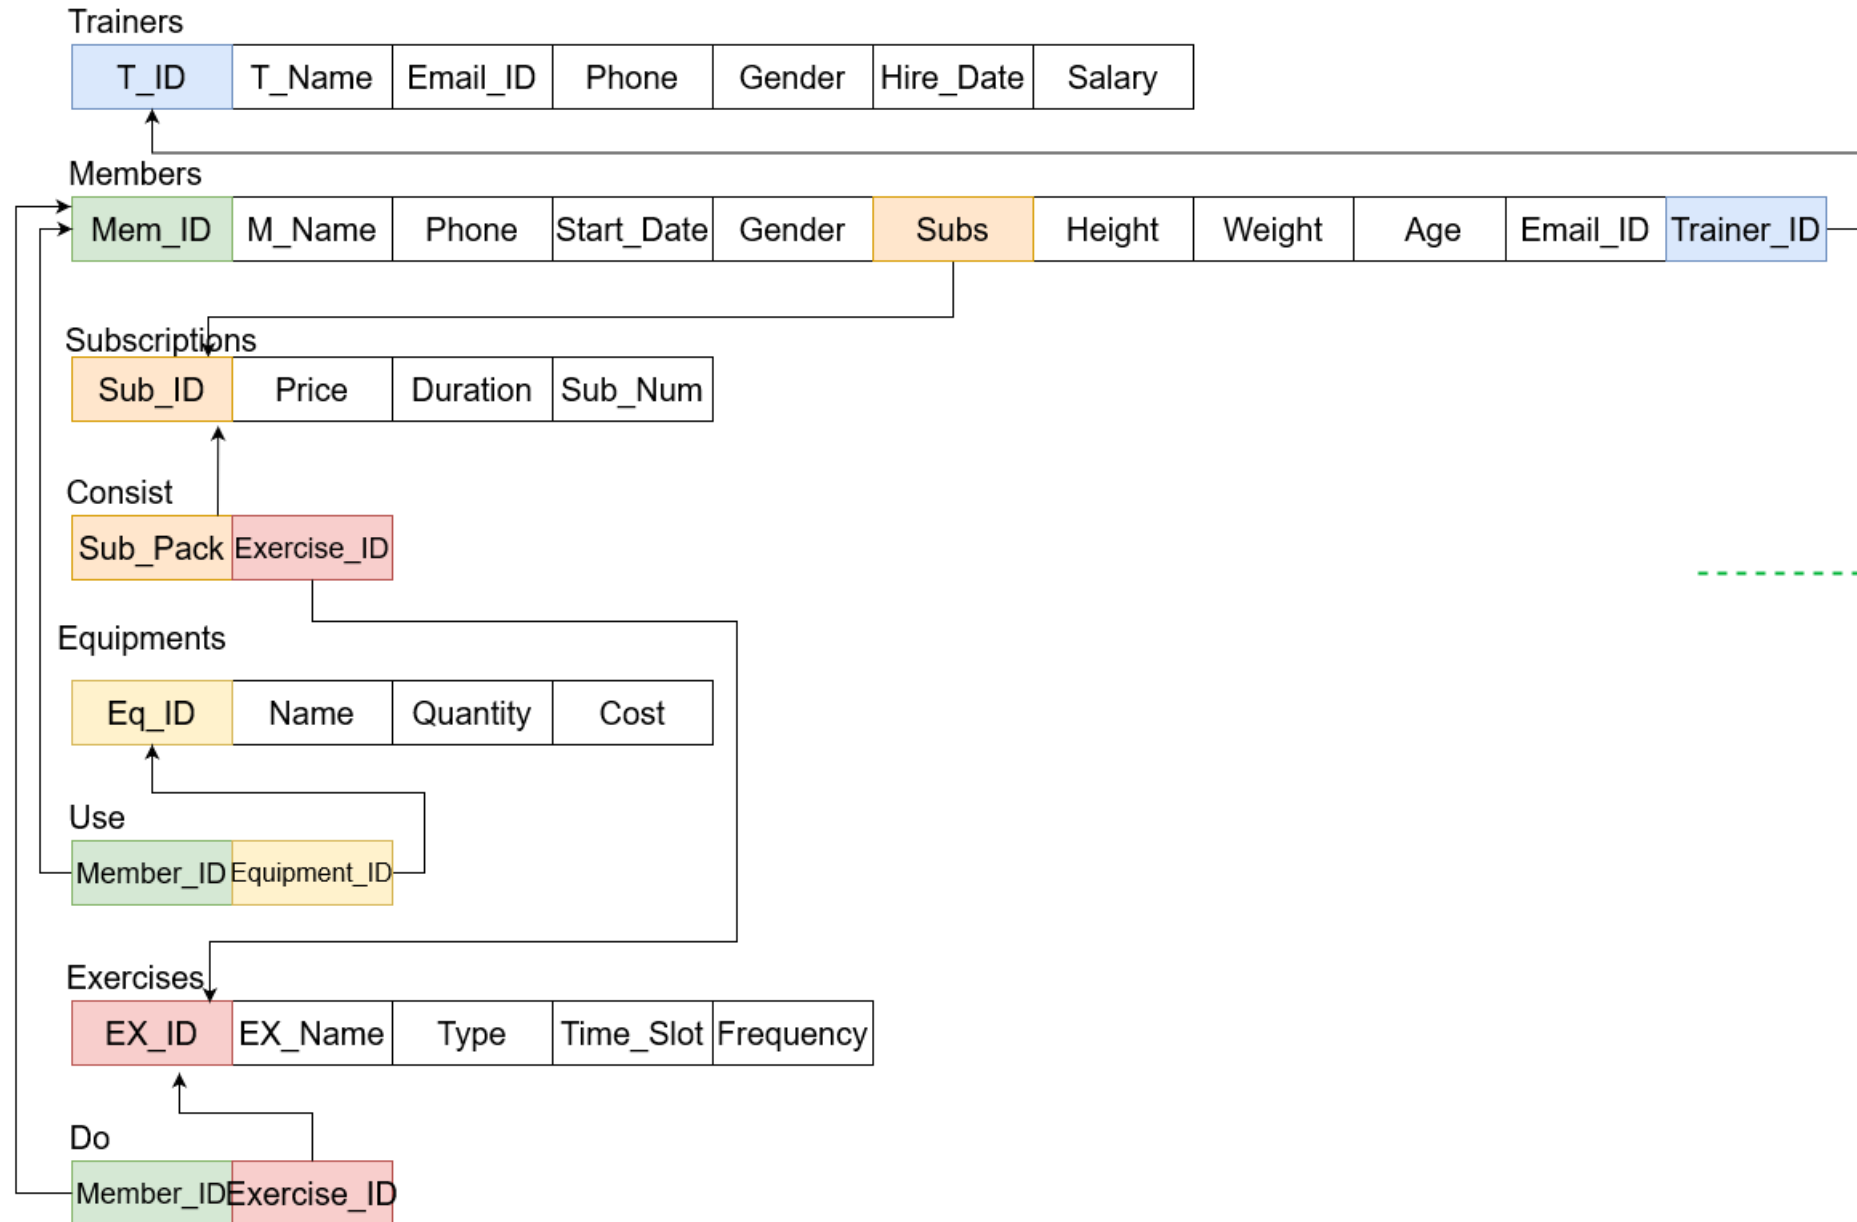 Trainers
T_ID T_Name Email_ID Phone Gender Hire_Date Salary
Members
Mem_ID M_Name Phone Start_Date Gender Subs Height Weight Age Email_ID Trainer_ID
Subscriptions
Sub_ID Price Duration Sub_Num
Consist
Sub_Pack Exercise_ID
Equipments
Eq_ID Name Quantity Cost
Use
Member_ID Equipment_ID
Exercises
EX_ID EX_Name Type Time_Slot Frequency
Do
Member_ID Exercise_ID